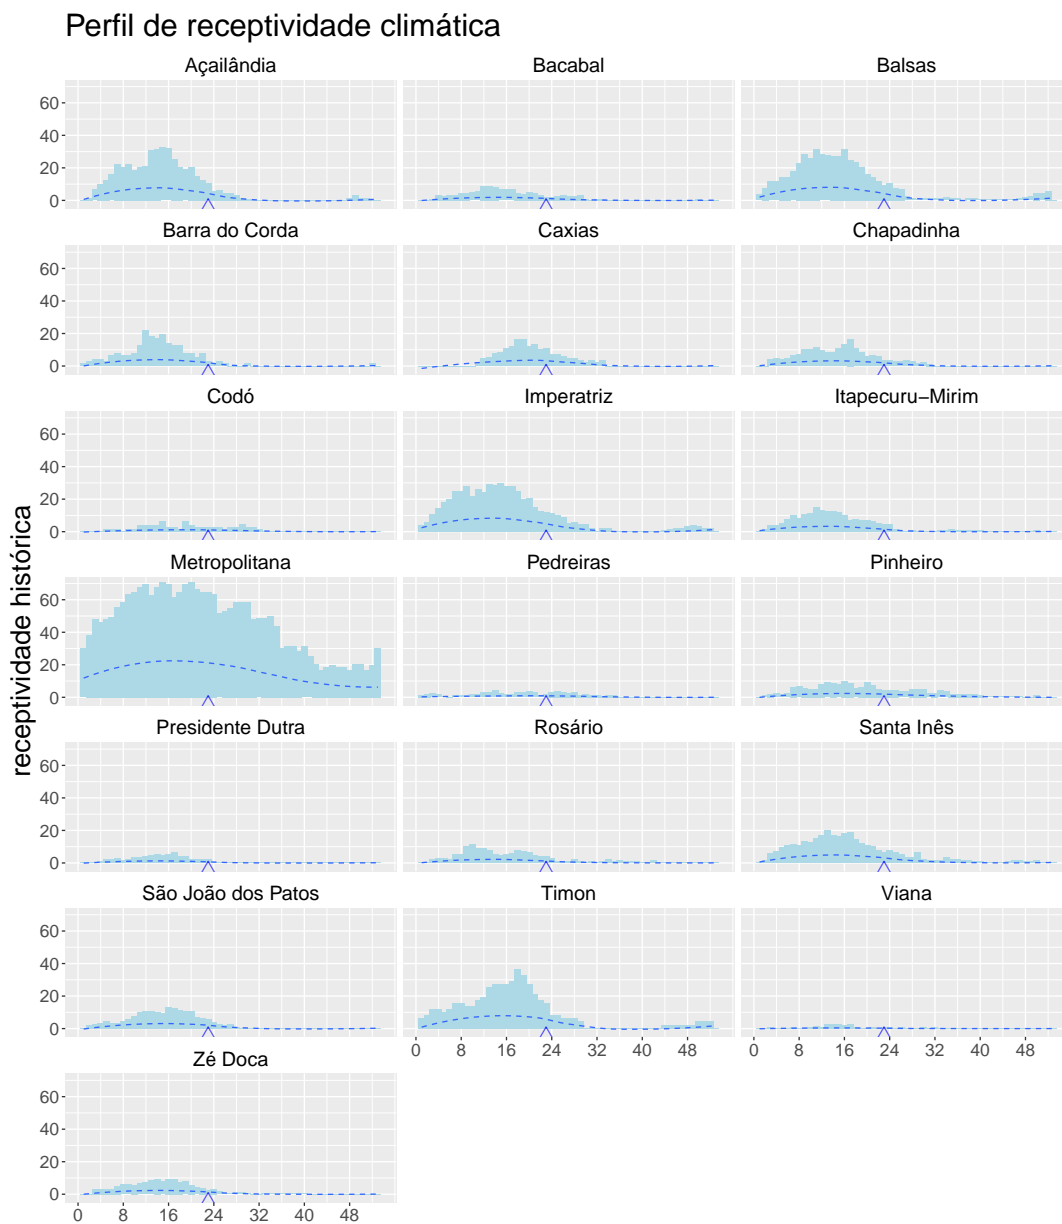 Perfil de receptividade climática
Açailândia Bacabal Balsas
60
40
20
0
Barra do Corda Caxias Chapadinha
60
40
20
0
Codó Imperatriz Itapecuru−Mirim
60
40
20
0
receptividade histórica
Metropolitana Pedreiras Pinheiro
60
40
20
0
Presidente Dutra Rosário Santa Inês
60
40
20
0
São João dos Patos Timon Viana
60
40
20
0
0 8 16 24 32 40 48 0 8 16 24 32 40 48
Zé Doca
60
40
20
0
0 8 16 24 32 40 48